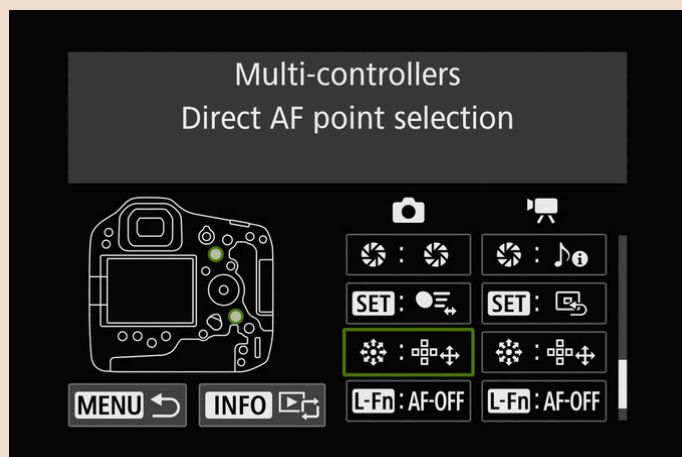 Multi-controllers
Direct AF point selection
SET :
SET :
L-Fn : AF-OFF
L-Fn : AF-OFF
MENU
INFO